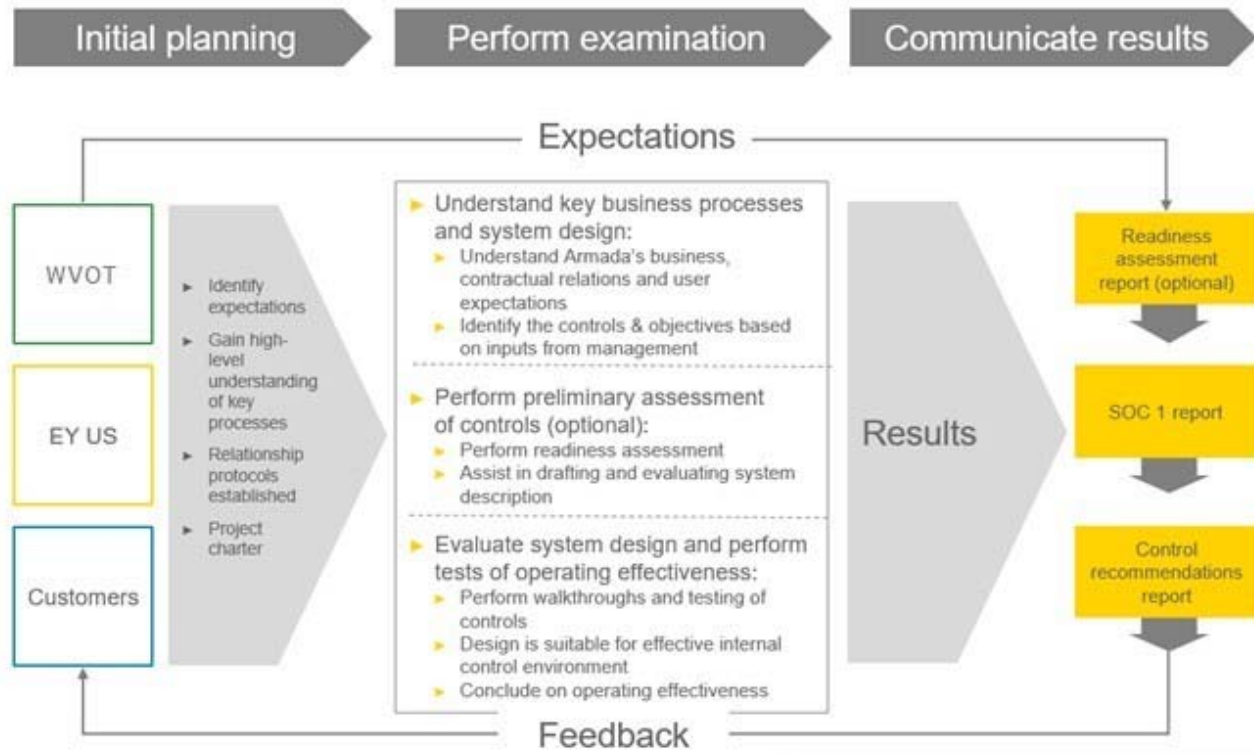 Initial planning
Perform examination
Communicate results
Expectations
WVOT
EY US
Customers
► Identify
expectations
► Gain high-
level
understanding
of key
processes
► Relationship
protocols
established
► Project
charter
► Understand key business processes
and system design:
► Understand Armada's business,
contractual relations and user
expectations
► Identify the controls & objectives based
on inputs from management
► Perform preliminary assessment
of controls (optional):
► Perform readiness assessment
► Assist in drafting and evaluating system
description
► Evaluate system design and perform
tests of operating effectiveness:
► Perform walkthroughs and testing of
controls
► Design is suitable for effective internal
control environment
► Conclude on operating effectiveness
Results
Readiness
assessment
report (optional)
SOC 1 report
Control
recommendations
report
Feedback